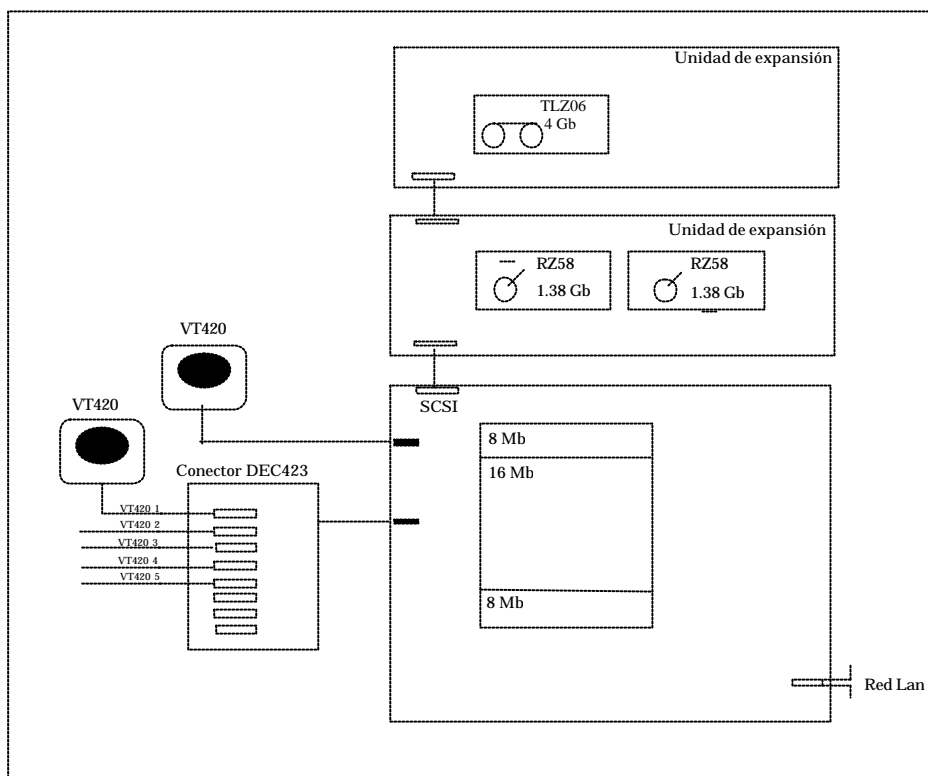 Unidad de expansión
TLZ06
4 Gb
Unidad de expansión
RZ58
1.38 Gb
RZ58
1.38 Gb
VT420
VT420
SCSI
8 Mb
16 Mb
8 Mb
Conector DEC423
VT420 1
VT420 2
VT420 3
VT420 4
VT420 5
Red Lan